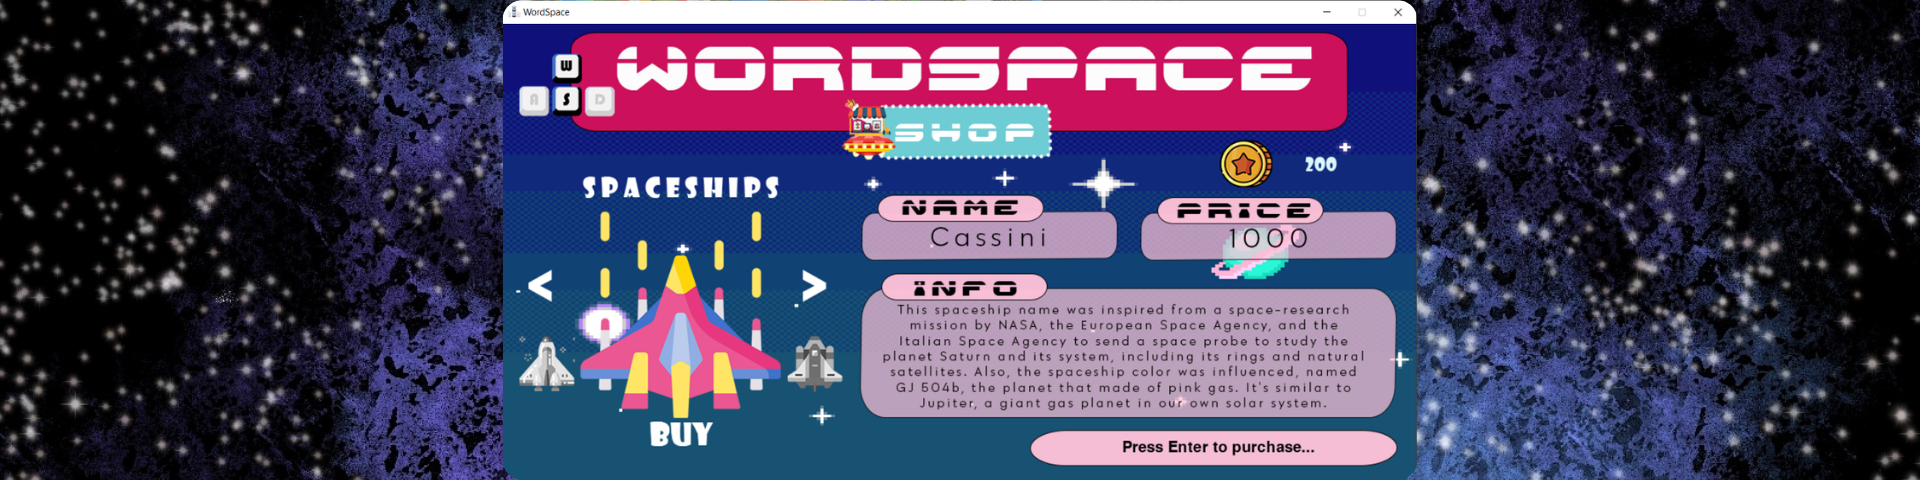 WordSpace
WORDSPACE
W
A S D
SHOP
200
SPACESHIPS
NAME
Cassini
PRICE
1000
< >
INFO
This spaceship name was inspired from a space-research
mission by NASA, the European Space Agency, and the
Italian Space Agency to send a space probe to study the
planet Saturn and its system, including its rings and natural
satellites. Also, the spaceship color was influenced, named
GJ 504b, the planet that made of pink gas. It's similar to
Jupiter, a giant gas planet in our own solar system.
BUY
Press Enter to purchase...